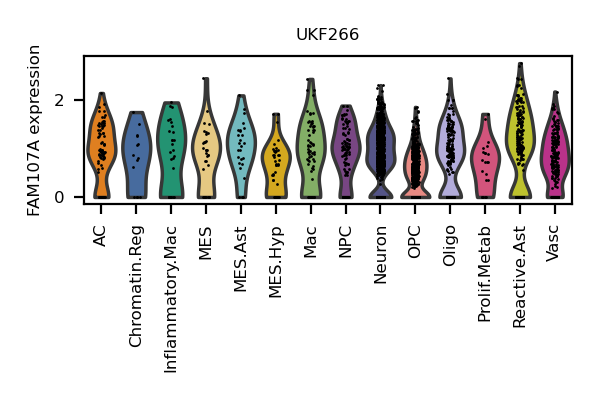 UKF266
FAM107A expression
2
0
AC
Chromatin.Reg
Inflammatory.Mac
MES
MES.Ast
MES.Hyp
Mac
NPC
Neuron
OPC
Oligo
Prolif.Metab
Reactive.Ast
Vasc